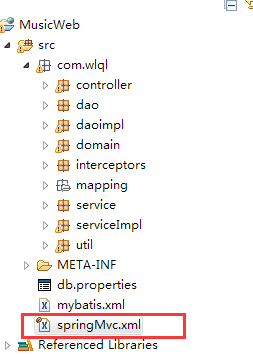 MusicWeb
src
com.wlql
controller
dao
daoimpl
domain
interceptors
mapping
service
serviceImpl
util
META-INF
db.properties
mybatis.xml
springMvc.xml
Referenced Libraries